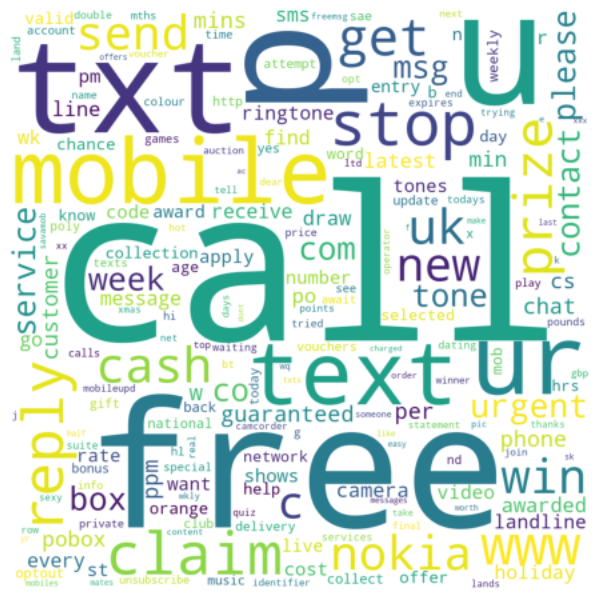 land
double
mths
freemsg
sms
sae
next
valid
send
account
voucher
mins
time
get
n
r
please
txt
p
u
msg
weekly
offers
attempt
opt
pm
name
colour
http
entry
b
expires
end
trying
xxx
line
ringtone
stop
day
wk
chance
games
find
auction
yes
word
latest
min
prize
contact
mobile
ac
ltd
tell
dear
tones
update
todays
e
service
know
code
award
receive
draw
poly
savamob
hot
price
make
last
xx
collection
apply
call
operator
f
uk
x
k
texts
week
age
com
new
customer
message
number
days
see
tone
play
cs
go
xmas
hi
po
await
selected
chat
pounds
calls
net
tried
points
top
waiting
cash
vouchers
dating
mob
ur
hrs
gbp
bt
wq
charged
text
mobileupd
order
txts
winner
reply
j
gift
w
co
back
today
someone
pic
thanks
half
national
guaranteed
per
statement
urgent
suite
camcorder
like
easy
join
phone
free
g
rate
hl
real
network
nd
sk
win
bonus
special
shows
ppm
want
help
box
info
wkly
c
camera
video
awarded
sexy
private
orange
quiz
messages
worth
landline
row
club
delivery
take
final
pobox
content
services
claim
live
nokia
www
every
st
optout
cost
offer
holiday
mobiles
mates
unsubscribe
music
identifier
collect
lands